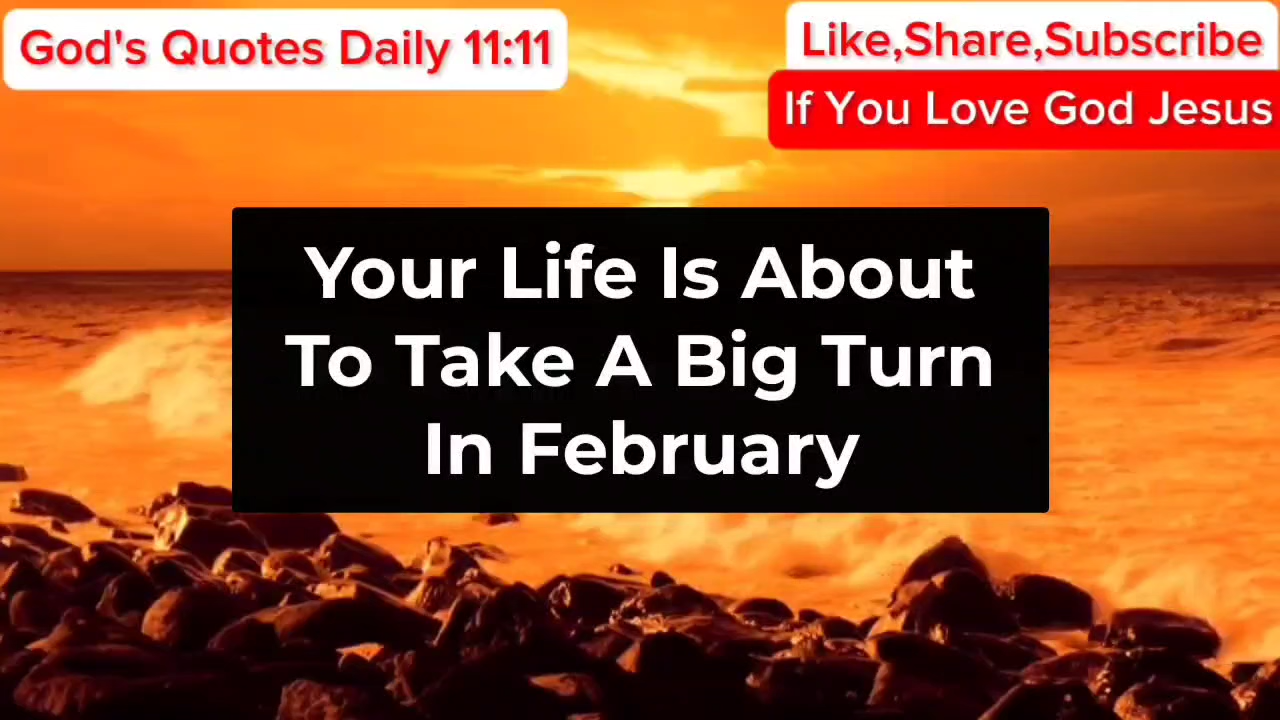 God's Quotes Daily 11:11
Like,Share,Subscribe
If You Love God Jesus
Your Life Is About
To Take A Big Turn
In February